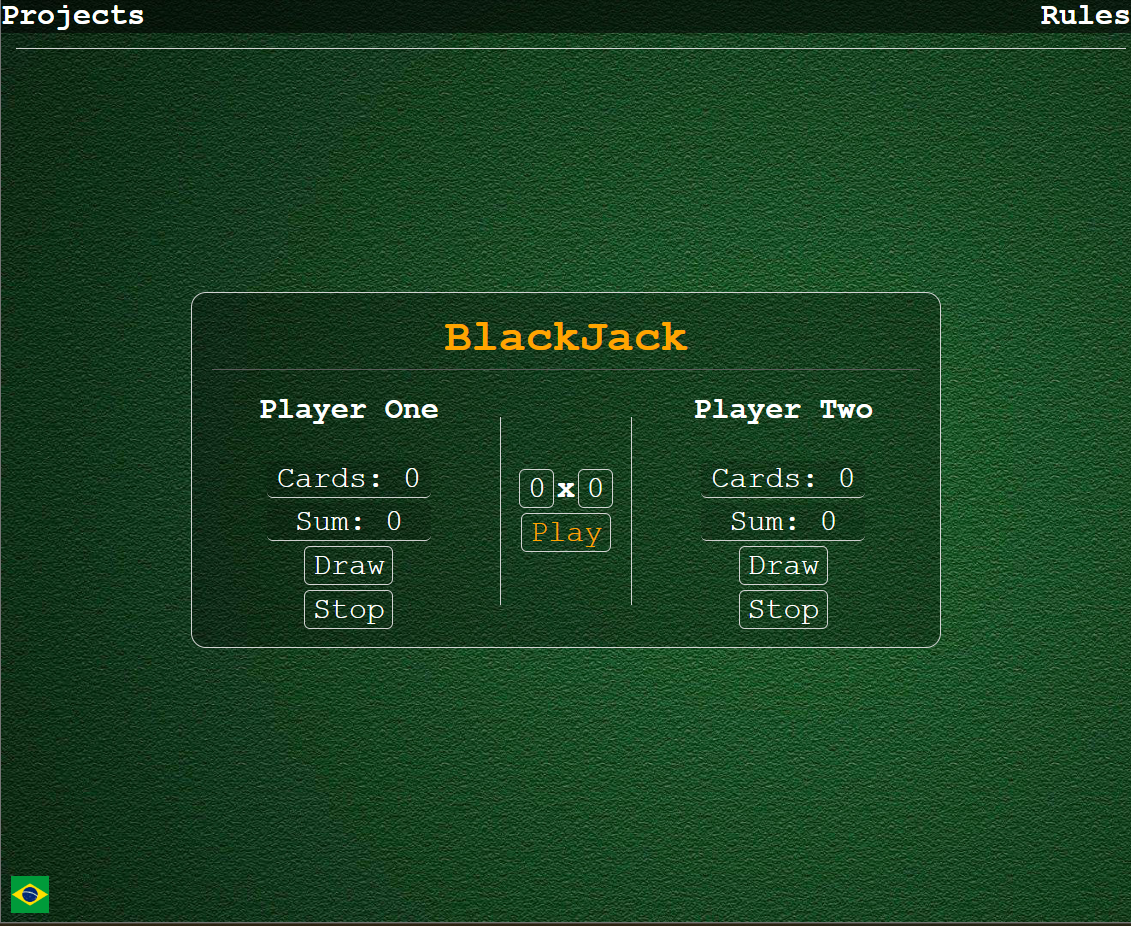 Projects
Rules
BlackJack
Player One
Cards: 0
Sum: 0
Draw
Stop
0 x 0
Play
Player Two
Cards: 0
Sum: 0
Draw
Stop